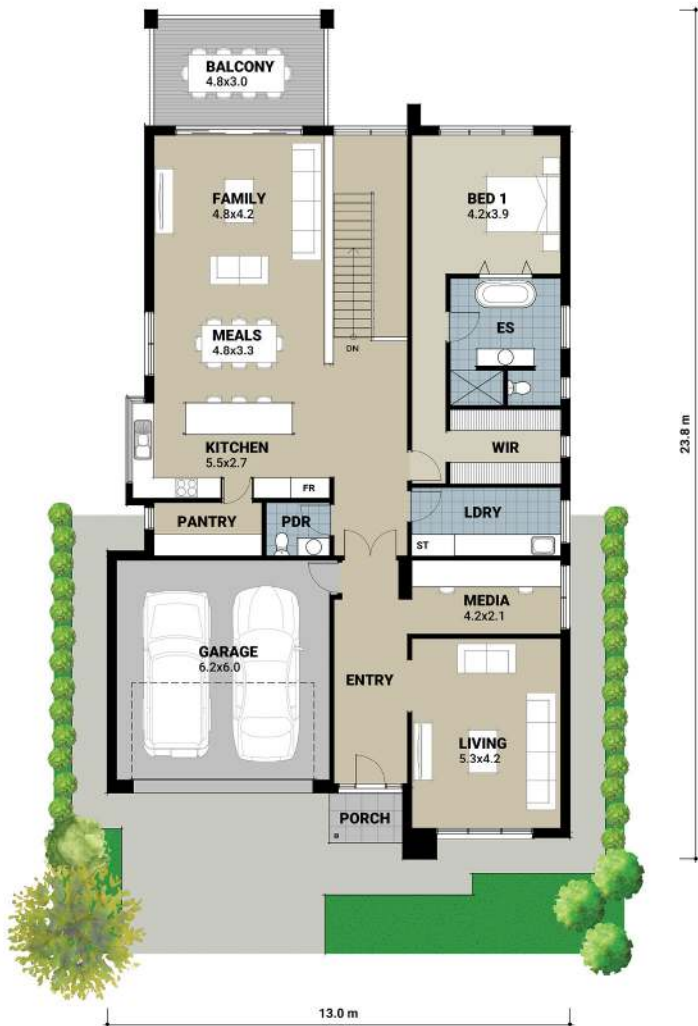 BALCONY
4.8x3.0
FAMILY
4.8x4.2
BED 1
4.2x3.9
MEALS
4.8x3.3
DN
ES
KITCHEN
5.5x2.7
FR
WIR
PANTRY
PDR
LDRY
ST
MEDIA
4.2x2.1
GARAGE
6.2x6.0
ENTRY
LIVING
5.3x4.2
PORCH
23.8 m
13.0 m